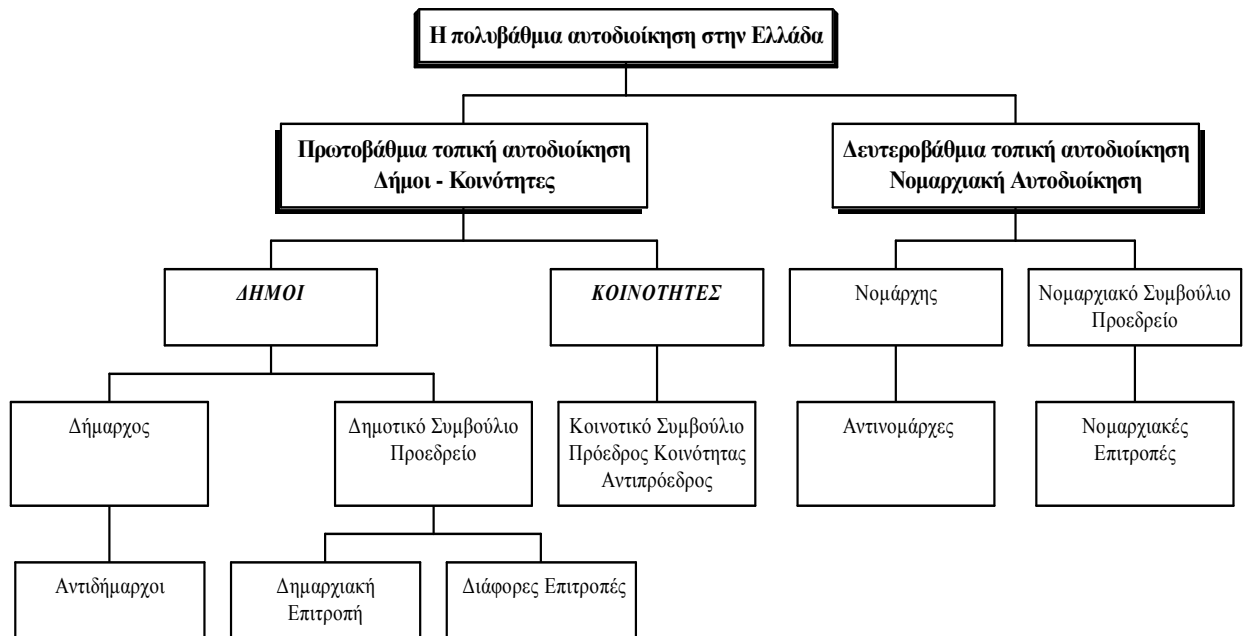 Η πολυβάθμια αυτοδιοίκηση στην Ελλάδα
Πρωτοβάθμια τοπική αυτοδιοίκηση
Δήμοι - Κοινότητες
Δευτεροβάθμια τοπική αυτοδιοίκηση
Νομαρχιακή Αυτοδιοίκηση
ΔΗΜΟΙ
ΚΟΙΝΟΤΗΤΕΣ
Νομάρχης
Νομαρχιακό Συμβούλιο
Προεδρείο
Δήμαρχος
Δημοτικό Συμβούλιο
Προεδρείο
Κοινοτικό Συμβούλιο
Πρόεδρος Κοινότητας
Αντιπρόεδρος
Αντινομάρχες
Νομαρχιακές
Επιτροπές
Αντιδήμαρχοι
Δημαρχιακή
Επιτροπή
Διάφορες Επιτροπές